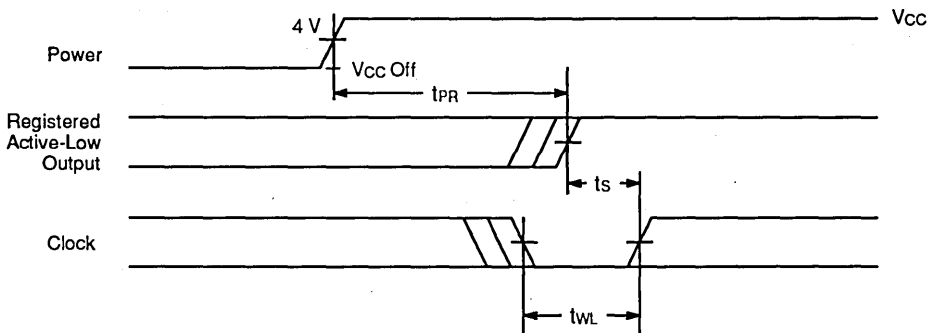 4 V
VCC
Power
VCC Off
tPR
Registered
Active-Low
Output
tS
Clock
tWL